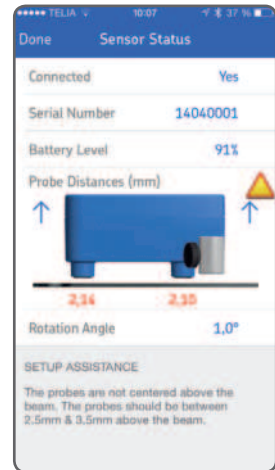 TELIA 10:07 37 %
Done Sensor Status
Connected Yes
Serial Number 14040001
Battery Level 91%
Probe Distances (mm)
2,14 2,10
Rotation Angle 1,0°
SETUP ASSISTANCE
The probes are not centered above the
beam. The probes should be between
2.5mm & 3.5mm above the beam.